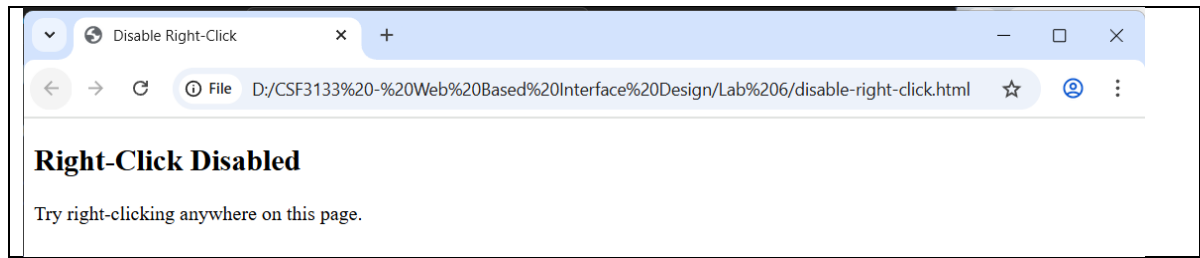 Disable Right-Click
File D:/CSF3133%20-%20Web%20Based%20Interface%20Design/Lab%206/disable-right-click.html
Right-Click Disabled
Try right-clicking anywhere on this page.